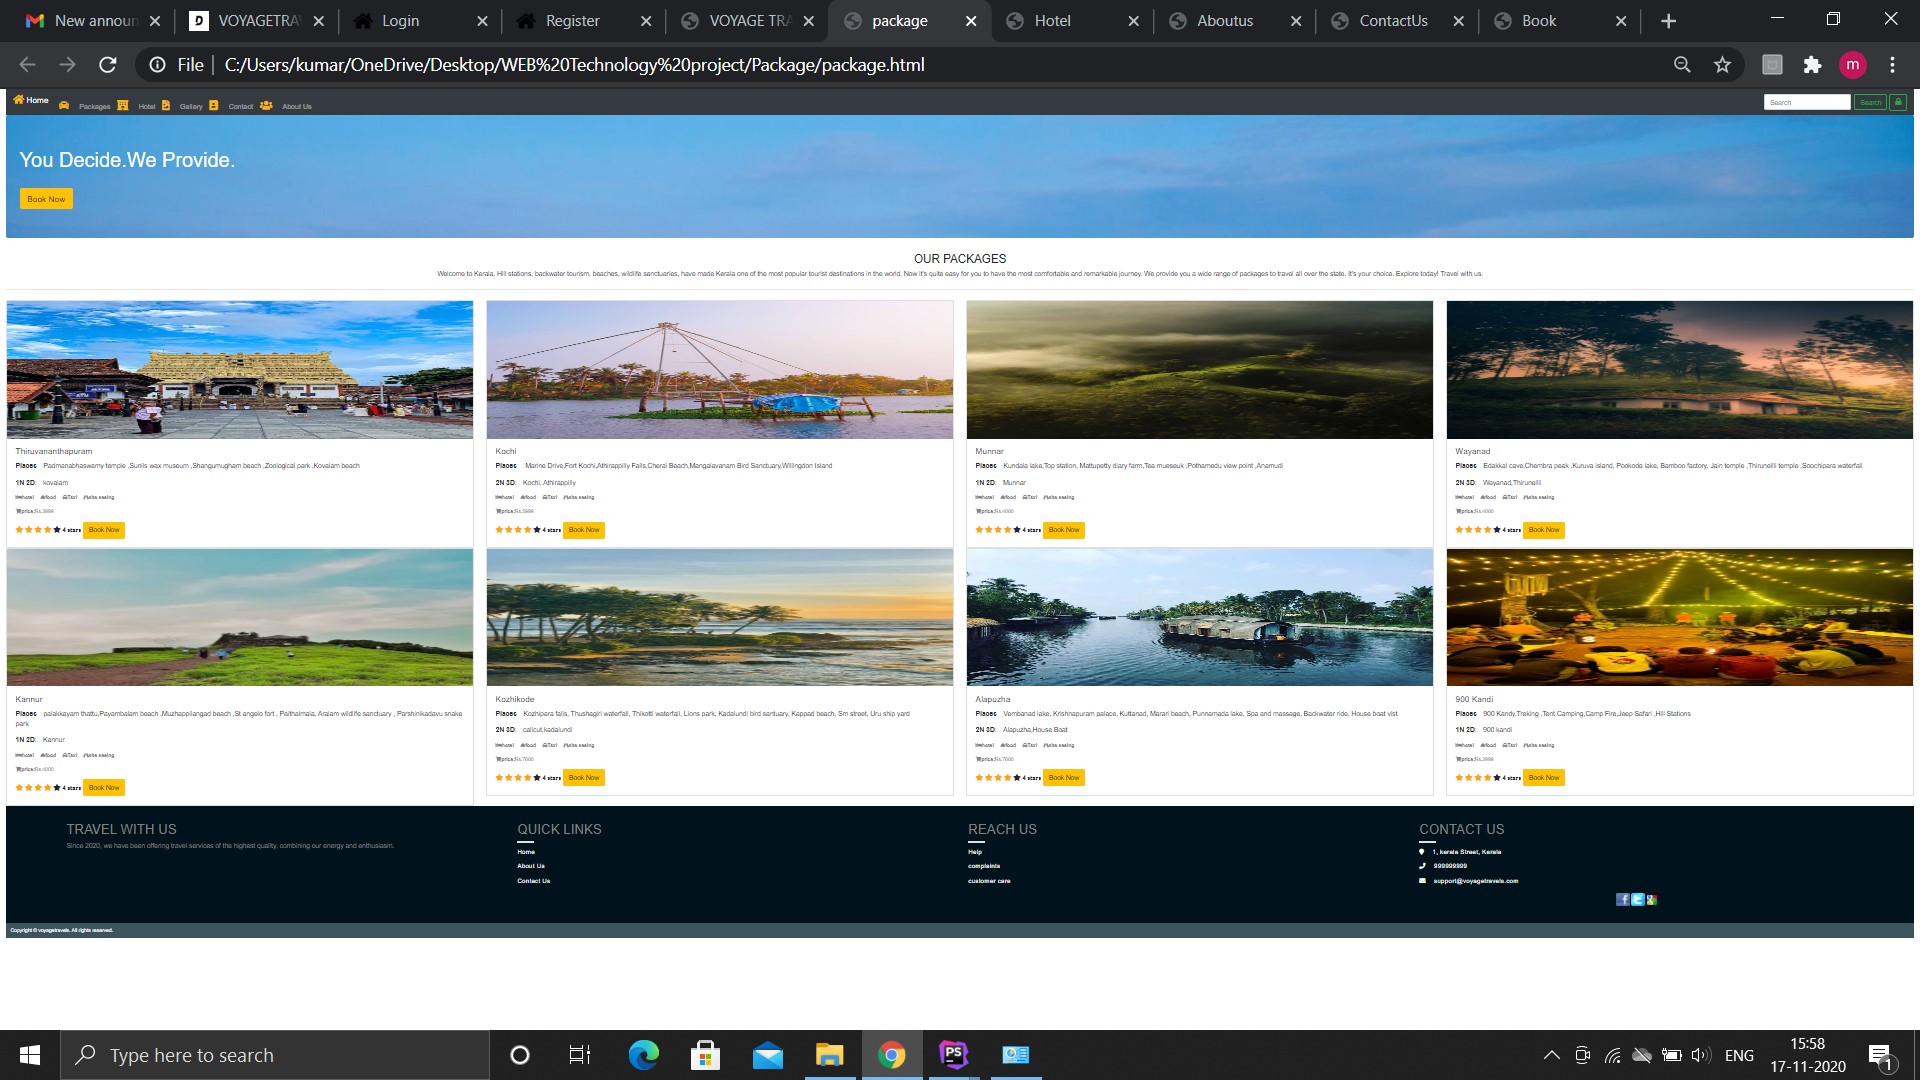 New announ
VOYAGETRA
Login
Register
VOYAGE TRA
package
Hotel
Aboutus
ContactUs
Book
File
C:/Users/kumar/OneDrive/Desktop/WEB%20Technology%20project/Package/package.html
m
Home Packages Hotel Gallery Contact About Us Search Search
You Decide.We Provide.
Book Now
OUR PACKAGES
Welcome to Kerala. Hill stations, backwater tourism, beaches, wildlife sanctuaries, have made Kerala one of the most popular tourist destinations in the world. Now it's quite easy for you to have the most comfortable and remarkable journey. We provide you a wide range of packages to travel all over the state. It's your choice. Explore today! Travel with us.
Thiruvananthapuram
Places Padmanabhaswamy temple ,Sunils wax museum ,Shangumugham beach ,Zoological park ,Kovalam beach
1N 2D: kovalam
hotel food Taxi site seeing
price:Rs.3999
4 stars Book Now
Kochi
Places Marine Drive,Fort Kochi,Athirappilly Falls,Cherai Beach,Mangalavanam Bird Sanctuary,Willingdon Island
2N 3D: Kochi, Athirappilly
hotel food Taxi site seeing
price:Rs.5999
4 stars Book Now
Munnar
Places Kundala lake,Top station, Mattupetty diary farm,Tea mueseuk ,Pothamedu view point ,Anamudi
1N 2D: Munnar
hotel food Taxi site seeing
price:Rs.4000
4 stars Book Now
Wayanad
Places Edakkal cave,Chembra peak ,Kuruva island, Pookode lake, Bamboo factory, Jain temple ,Thirunelli temple ,Soochipara waterfall
2N 3D: Wayanad,Thirunelli
hotel food Taxi site seeing
price:Rs.4000
4 stars Book Now
Kannur
Places palakkayam thattu,Payambalam beach ,Muzhappilangad beach ,St angelo fort , Paithalmala, Aralam wildlife sanctuary , Parshinikadavu snake
park
1N 2D: Kannur
hotel food Taxi site seeing
price:Rs.4000
4 stars Book Now
Kozhikode
Places Kozhipara falls, Thushagiri waterfall, Thikotti waterfall, Lions park, Kadalundi bird santuary, Kappad beach, Sm street, Uru ship yard
2N 3D: calicut,kadalundi
hotel food Taxi site seeing
price:Rs.7000
4 stars Book Now
Alapuzha
Places Vembanad lake, Krishnapuram palace, Kuttanad, Marari beach, Punnamada lake, Spa and massage, Backwater ride, House boat vist
2N 3D: Alapuzha,House Boat
hotel food Taxi site seeing
price:Rs.7000
4 stars Book Now
900 Kandi
Places 900 Kandi,Treking ,Tent Camping,Camp Fire,Jeep Safari ,Hill Stations
1N 2D: 900 kandi
hotel food Taxi site seeing
price:Rs.3999
4 stars Book Now
TRAVEL WITH US
Since 2020, we have been offering travel services of the highest quality, combining our energy and enthusiasm.
QUICK LINKS
Home
About Us
Contact Us
REACH US
Help
complaints
customer care
CONTACT US
1, kerala Street, Kerala
999999999
support@voyagetravels.com
Copyright © voyagetravels. All rights reserved.
Type here to search
PS
ENG
15:58
17-11-2020
1